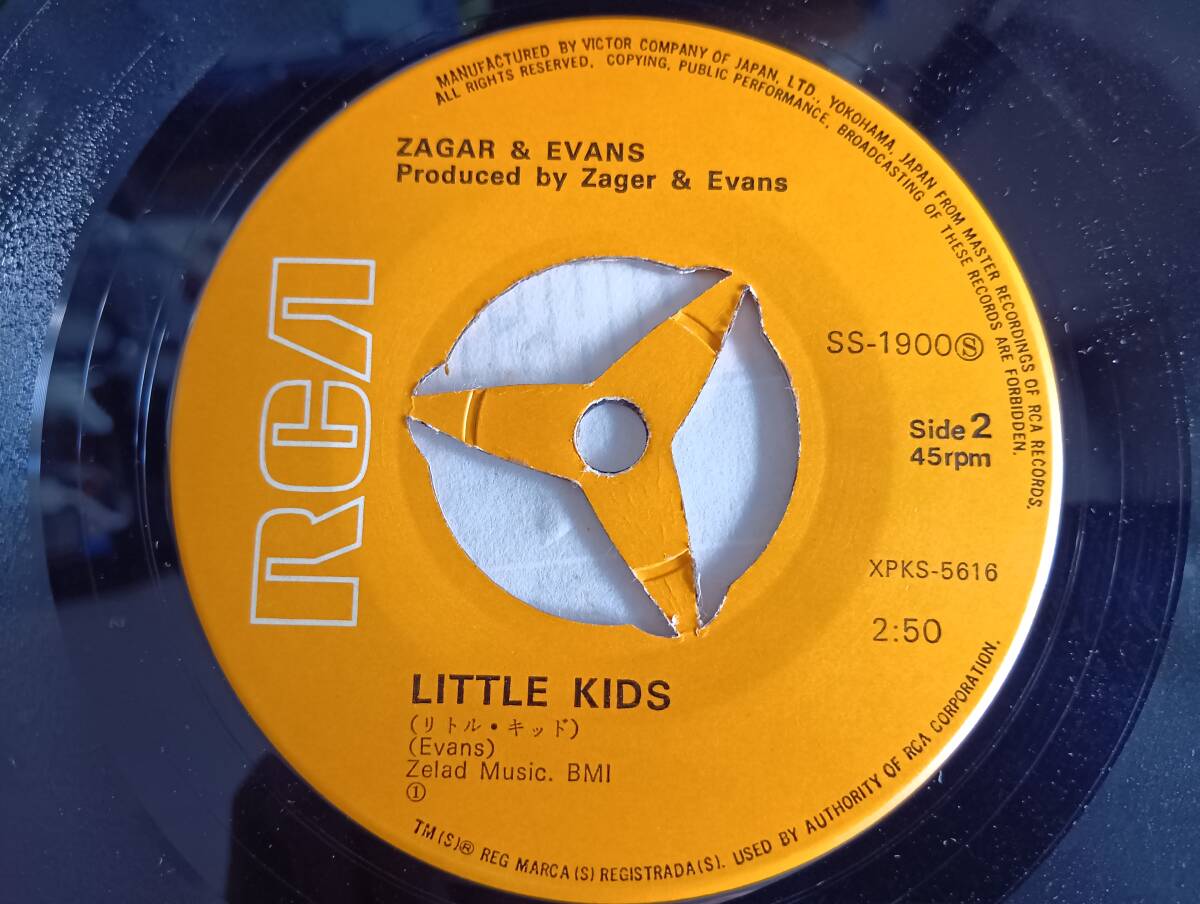 MANUFACTURED BY VICTOR COMPANY OF JAPAN, LTD., YOKOHAMA, JAPAN FROM MASTER RECORDINGS OF RCA RECORDS.
ALL RIGHTS RESERVED. COPYING, PUBLIC PERFORMANCE, BROADCASTING OF THESE RECORDS ARE FORBIDDEN.
ZAGAR & EVANS
Produced by Zager & Evans
RCA
SS-1900Ⓢ
Side 2
45rpm
XPKS-5616
2:50
LITTLE KIDS
(リトル・キッド)
(Evans)
Zelad Music. BMI
①
TM(S)® REG MARCA(S) REGISTRADA(S). USED BY AUTHORITY OF RCA CORPORATION.